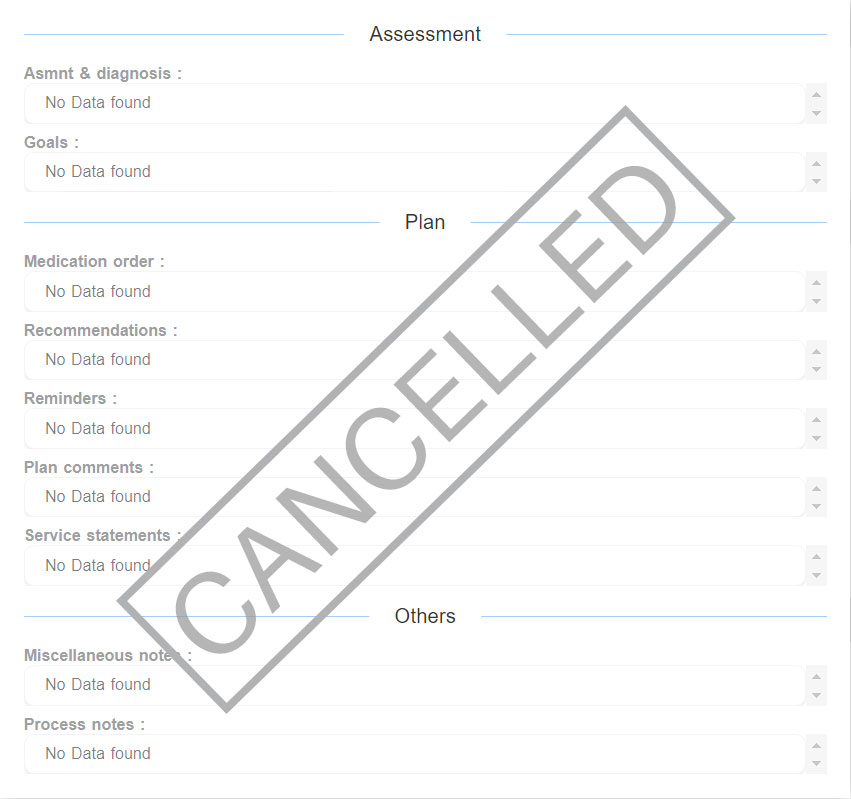 Assessment
Asmnt & diagnosis :
No Data found
Goals :
No Data found
Plan
Medication order :
No Data found
Recommendations :
No Data found
Reminders :
No Data found
Plan comments :
No Data found
Service statements :
No Data found
Others
Miscellaneous notes :
No Data found
Process notes :
No Data found
CANCELLED